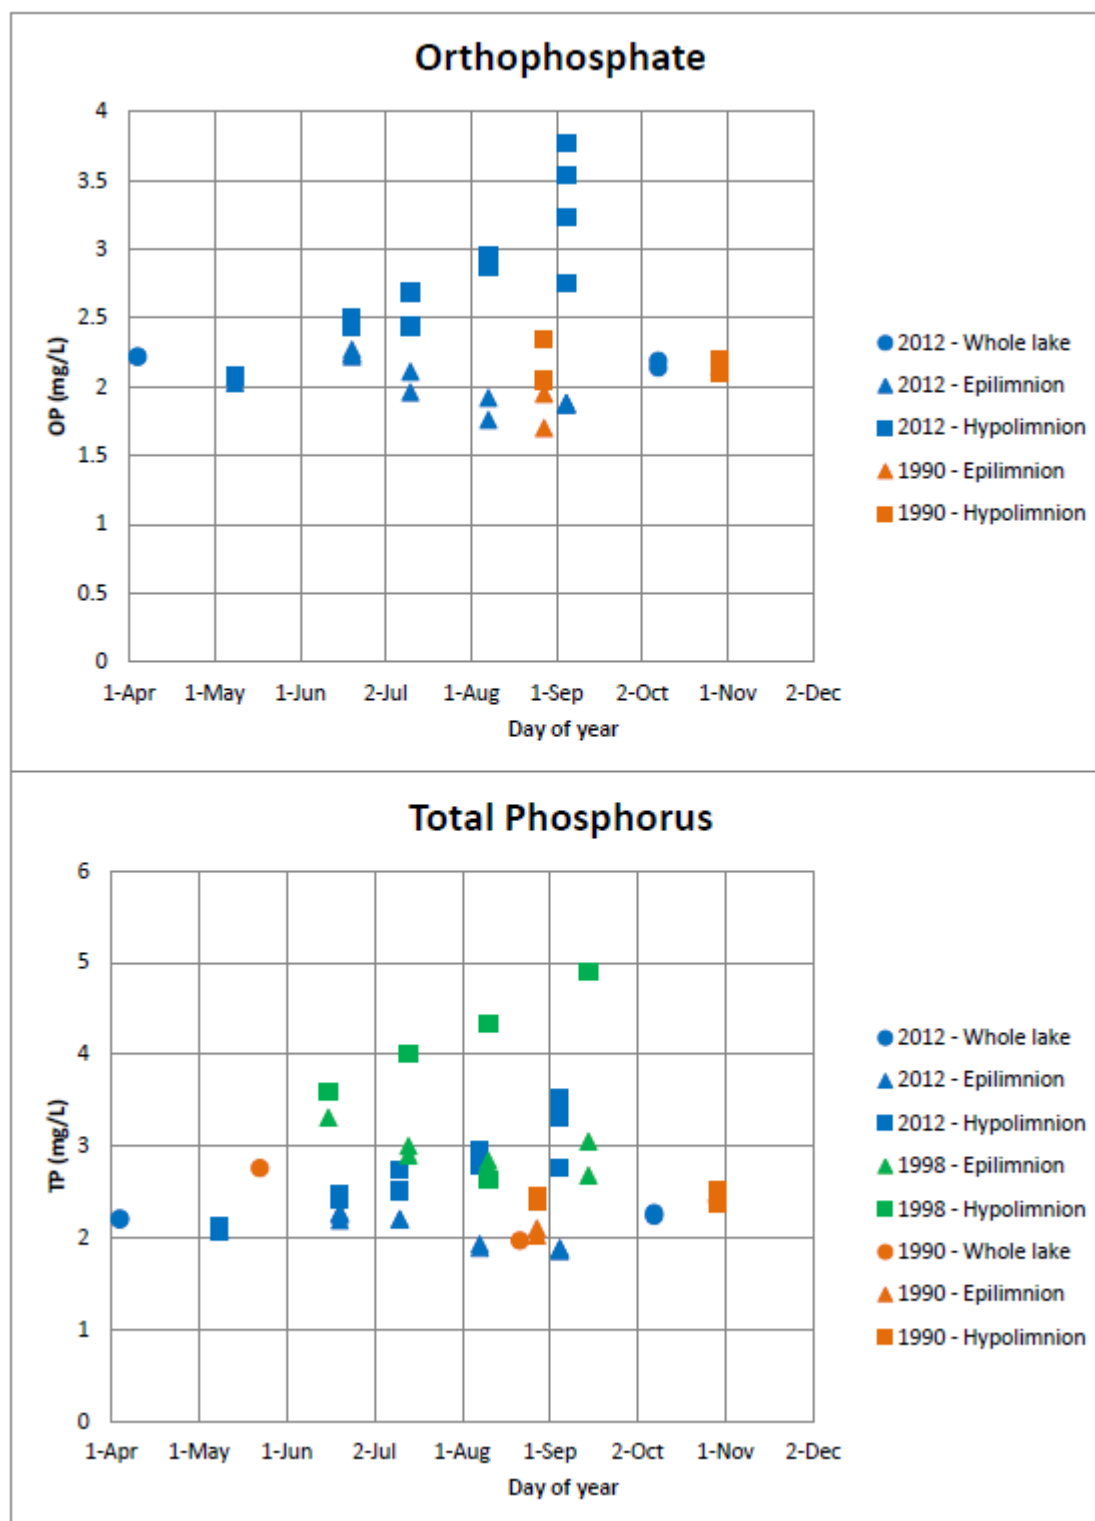 Orthophosphate
4
3.5
3
2.5
2
1.5
1
0.5
0
OP (mg/L)
1-Apr 1-May 1-Jun 2-Jul 1-Aug 1-Sep 2-Oct 1-Nov 2-Dec
Day of year
2012 - Whole lake
2012 - Epilimnion
2012 - Hypolimnion
1990 - Epilimnion
1990 - Hypolimnion
Total Phosphorus
6
5
4
3
2
1
0
TP (mg/L)
1-Apr 1-May 1-Jun 2-Jul 1-Aug 1-Sep 2-Oct 1-Nov 2-Dec
Day of year
2012 - Whole lake
2012 - Epilimnion
2012 - Hypolimnion
1998 - Epilimnion
1998 - Hypolimnion
1990 - Whole lake
1990 - Epilimnion
1990 - Hypolimnion